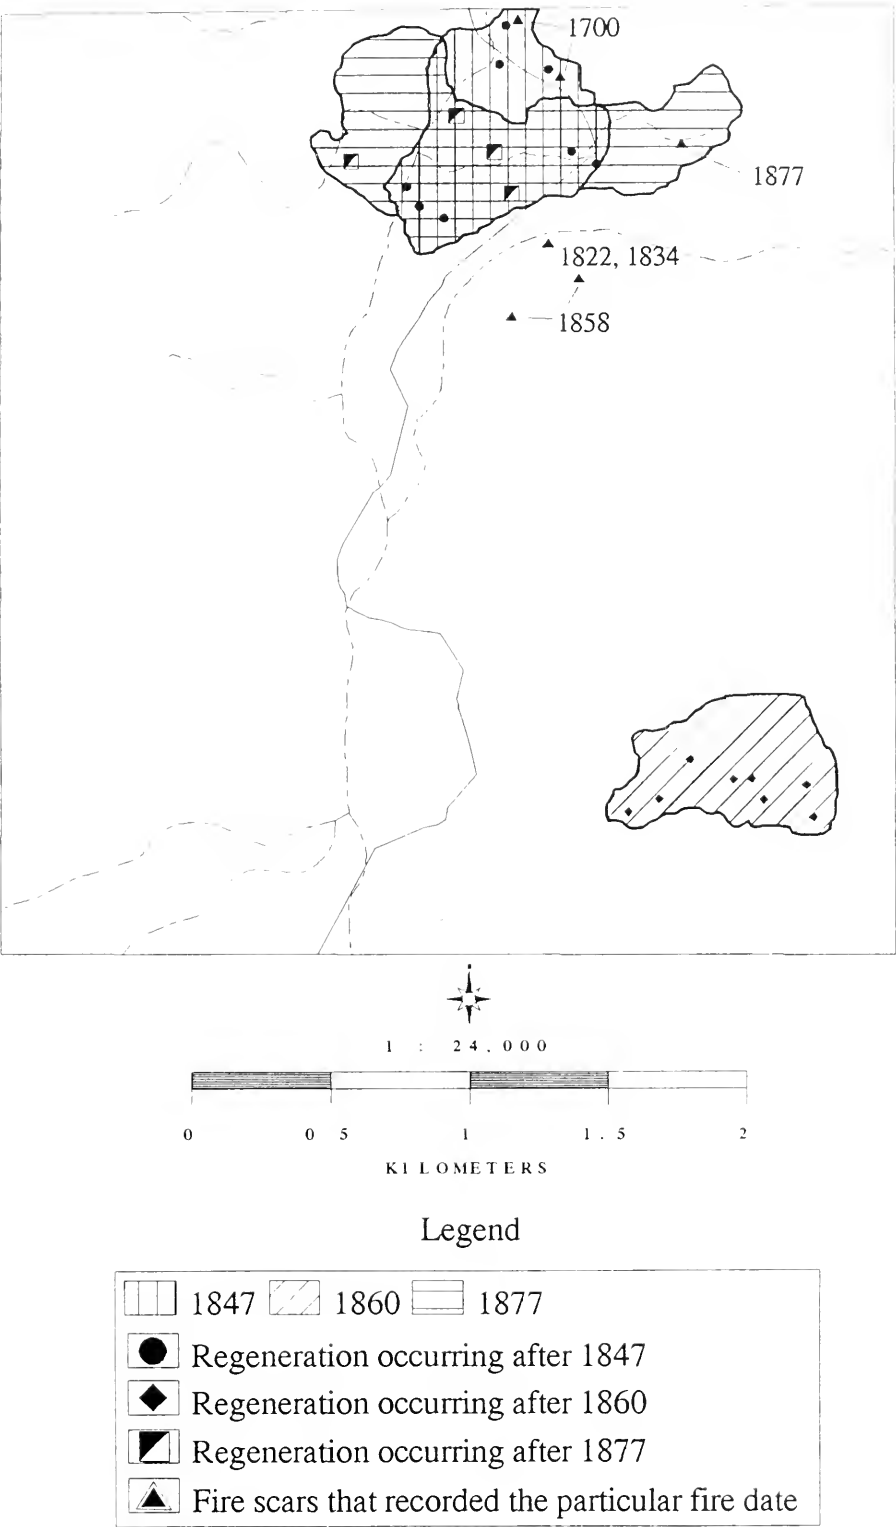 1700
1877
1822, 1834
1858
1 : 24,000
0 0.5 1 1.5 2
KILOMETERS
Legend
1847 1860 1877
Regeneration occurring after 1847
Regeneration occurring after 1860
Regeneration occurring after 1877
Fire scars that recorded the particular fire date